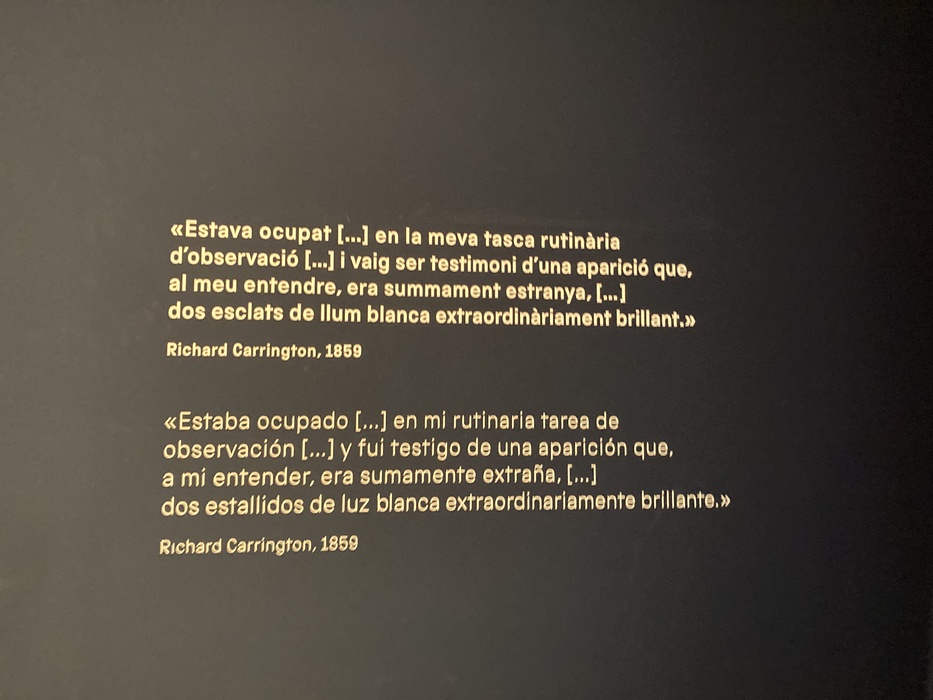 «Estava ocupat [...] en la meva tasca rutinària
d'observació [...] i vaig ser testimoni d'una aparició que,
al meu entendre, era summament estranya, [...]
dos esclats de llum blanca extraordinàriament brillant.»
Richard Carrington, 1859
«Estaba ocupado [...] en mi rutinaria tarea de
observación [...] y fui testigo de una aparición que,
a mi entender, era sumamente extraña, [...]
dos estallidos de luz blanca extraordinariamente brillante.»
Richard Carrington, 1859